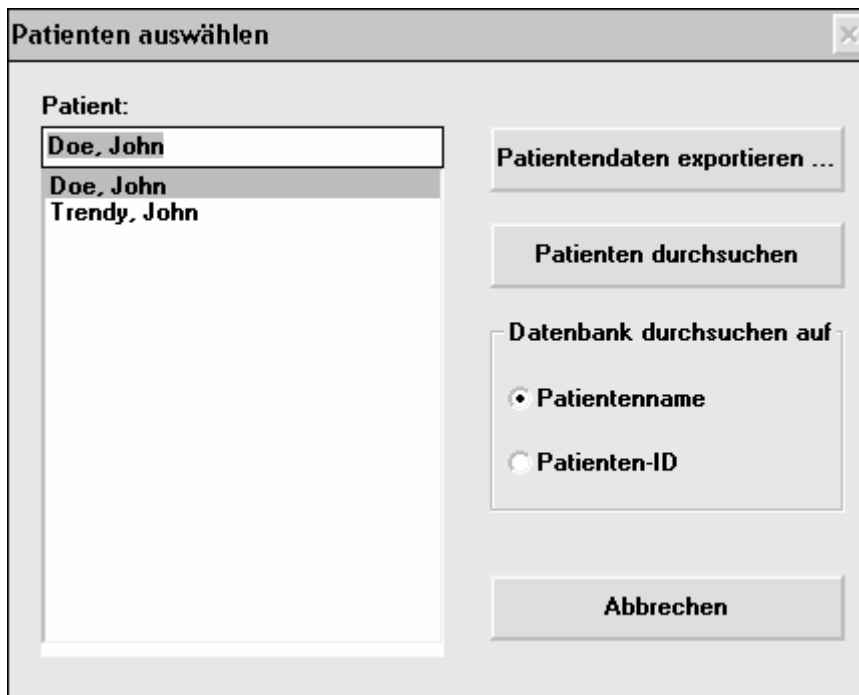 Patienten auswählen
Patient:
Doe, John
Doe, John
Trendy, John
Patientendaten exportieren ...
Patienten durchsuchen
Datenbank durchsuchen auf
Patientenname
Patienten-ID
Abbrechen